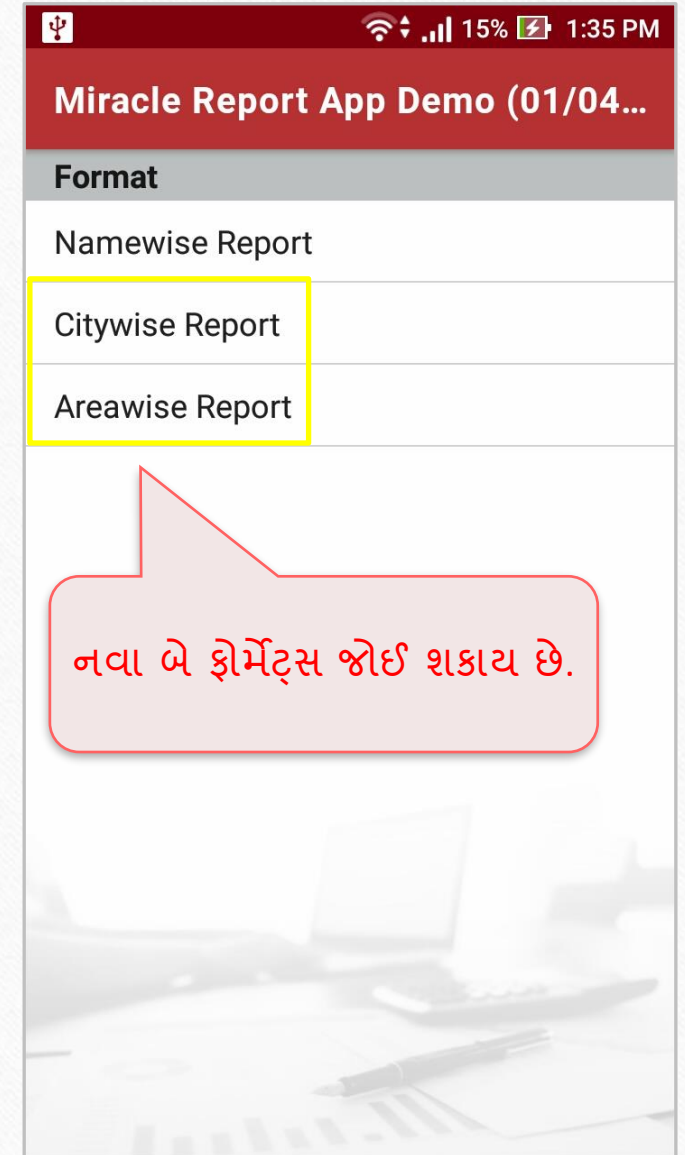 15% 1:35 PM
Miracle Report App Demo (01/04...
Format
Namewise Report
Citywise Report
Areawise Report
નવા બે ફોર્મેટ્સ જોઈ શકાય છે.